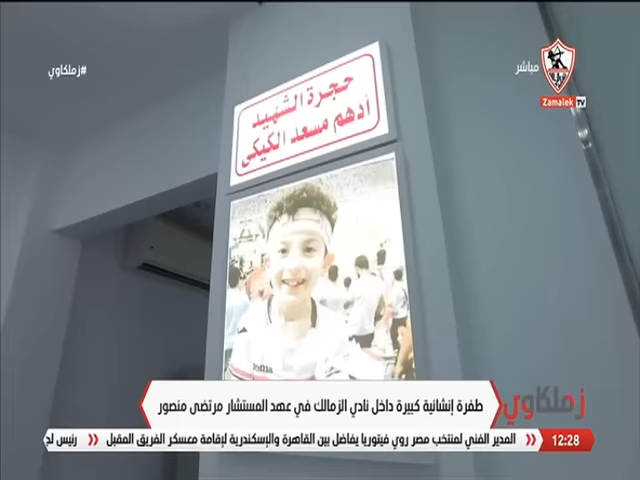 #زملكاوي
مباشر
Zamalek TV
حجرة الشهيد
أدهم مسعد الكيكى
Joma
زملكاوي
طفرة إنشائية كبيرة داخل نادي الزمالك في عهد المستشار مرتضى منصور
12:28
المدير الفني لمنتخب مصر روي فيتوريا يفاضل بين القاهرة والإسكندرية لإقامة معسكر الفريق المقبل
رئيس لج